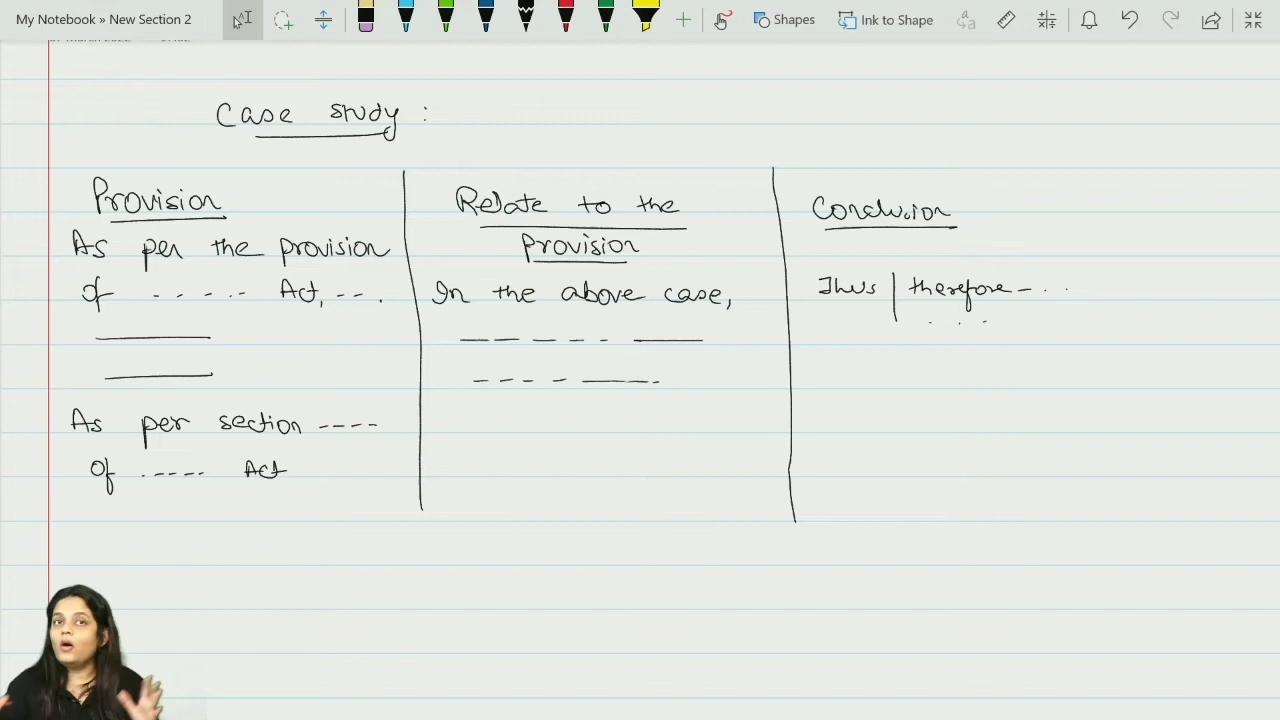 My Notebook » New Section 2
Shapes
Ink to Shape
Case study :
Provision
As per the provision
of ------ Act, -- .
As per section ----
Of ----- Act
Relate to the
provision
In the above case,
Conclusion
Thus | therefore - . .